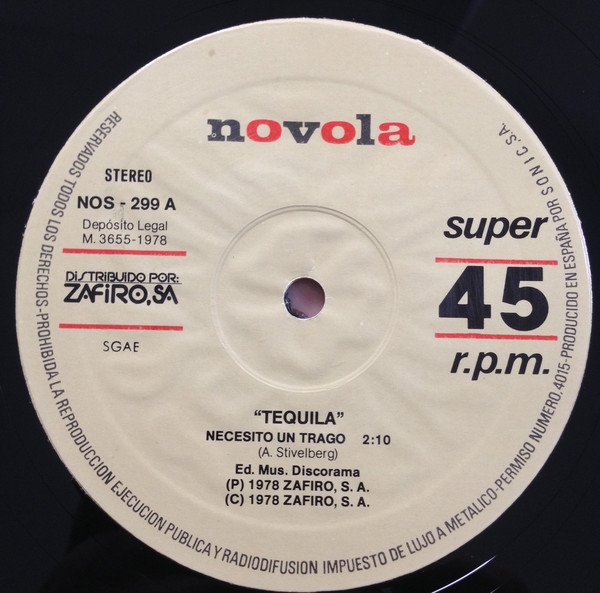 novola
STEREO
NOS - 299 A
Depósito Legal
M. 3655-1978
DISTRIBUIDO POR:
ZAFIRO, SA
SGAE
super
45
r.p.m.
"TEQUILA"
NECESITO UN TRAGO 2:10
(A. Stivelberg)
Ed. Mus. Discorama
(P) 1978 ZAFIRO, S. A.
(C) 1978 ZAFIRO, S. A.
RESERVADOS TODOS LOS DERECHOS-PROHIBIDA LA REPRODUCCION EJECUCION PUBLICA Y RADIODIFUSION IMPUESTO DE LUJO A METALICO-PERMISO NUMERO.4015-PRODUCIDO EN ESPAÑA POR SONIC, S.A.